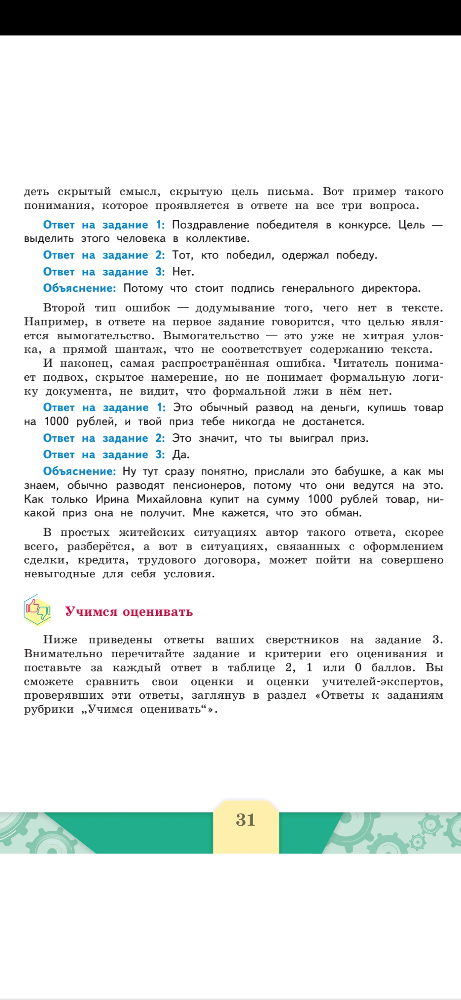 деть скрытый смысл, скрытую цель письма. Вот пример такого
понимания, которое проявляется в ответе на все три вопроса.
Ответ на задание 1: Поздравление победителя в конкурсе. Цель —
выделить этого человека в коллективе.
Ответ на задание 2: Тот, кто победил, одержал победу.
Ответ на задание 3: Нет.
Объяснение: Потому что стоит подпись генерального директора.
Второй тип ошибок — додумывание того, чего нет в тексте.
Например, в ответе на первое задание говорится, что целью явля-
ется вымогательство. Вымогательство — это уже не хитрая улов-
ка, а прямой шантаж, что не соответствует содержанию текста.
И наконец, самая распространённая ошибка. Читатель понима-
ет подвох, скрытое намерение, но не понимает формальную логи-
ку документа, не видит, что формальной лжи в нём нет.
Ответ на задание 1: Это обычный развод на деньги, купишь товар
на 1000 рублей, и твой приз тебе никогда не достанется.
Ответ на задание 2: Это значит, что ты выиграл приз.
Ответ на задание 3: Да.
Объяснение: Ну тут сразу понятно, прислали это бабушке, а как мы
знаем, обычно разводят пенсионеров, потому что они ведутся на это.
Как только Ирина Михайловна купит на сумму 1000 рублей товар, ни-
какой приз она не получит. Мне кажется, что это обман.
В простых житейских ситуациях автор такого ответа, скорее
всего, разберётся, а вот в ситуациях, связанных с оформлением
сделки, кредита, трудового договора, может пойти на совершено
невыгодные для себя условия.
Учимся оценивать
Ниже приведены ответы ваших сверстников на задание 3.
Внимательно перечитайте задание и критерии его оценивания и
поставьте за каждый ответ в таблице 2, 1 или 0 баллов. Вы
сможете сравнить свои оценки и оценки учителей-экспертов,
проверявших эти ответы, заглянув в раздел «Ответы к заданиям
рубрики „Учимся оценивать“».
31